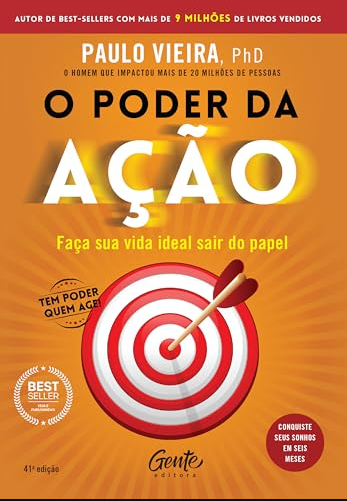 AUTOR DE BEST-SELLERS COM MAIS DE 9 MILHÕES DE LIVROS VENDIDOS
PAULO VIEIRA, PhD
O HOMEM QUE IMPACTOU MAIS DE 20 MILHÕES DE PESSOAS
O PODER DA
AÇÃO
Faça sua vida ideal sair do papel
TEM PODER
QUEM AGE!
BEST
SELLER
CONQUISTE
SEUS SONHOS
EM SEIS
MESES
41ª edição
Gente
editora